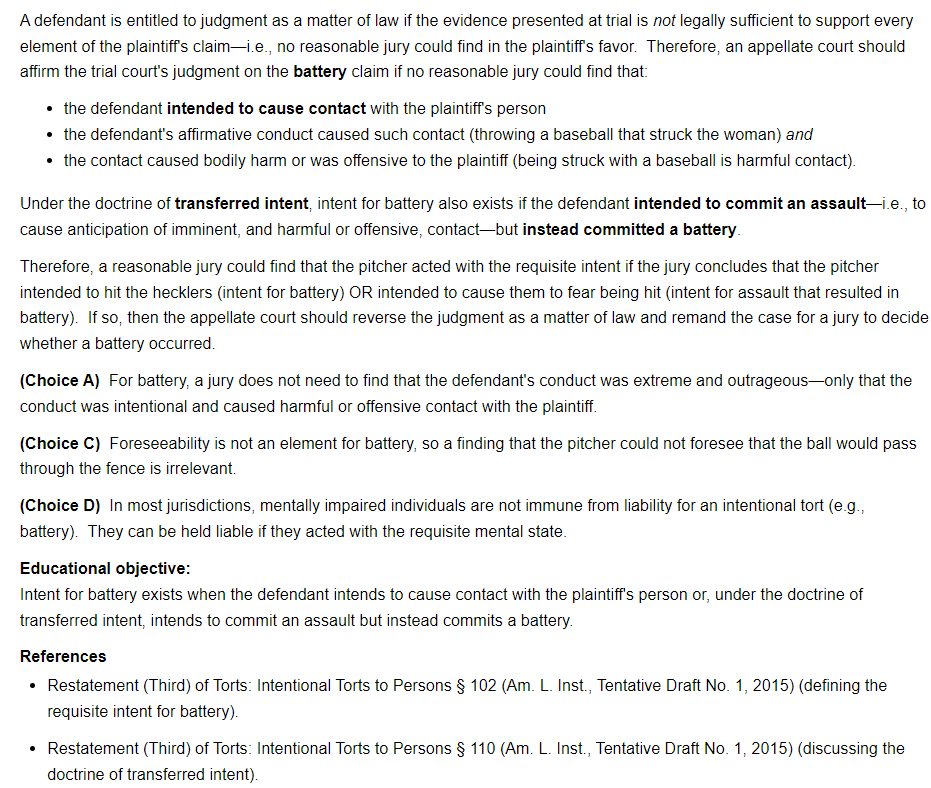 A defendant is entitled to judgment as a matter of law if the evidence presented at trial is not legally sufficient to support every
element of the plaintiff's claim—i.e., no reasonable jury could find in the plaintiff's favor.  Therefore, an appellate court should
affirm the trial court's judgment on the battery claim if no reasonable jury could find that:
• the defendant intended to cause contact with the plaintiff's person
• the defendant's affirmative conduct caused such contact (throwing a baseball that struck the woman) and
• the contact caused bodily harm or was offensive to the plaintiff (being struck with a baseball is harmful contact).
Under the doctrine of transferred intent, intent for battery also exists if the defendant intended to commit an assault—i.e., to
cause anticipation of imminent, and harmful or offensive, contact—but instead committed a battery.
Therefore, a reasonable jury could find that the pitcher acted with the requisite intent if the jury concludes that the pitcher
intended to hit the hecklers (intent for battery) OR intended to cause them to fear being hit (intent for assault that resulted in
battery).  If so, then the appellate court should reverse the judgment as a matter of law and remand the case for a jury to decide
whether a battery occurred.
(Choice A)  For battery, a jury does not need to find that the defendant's conduct was extreme and outrageous—only that the
conduct was intentional and caused harmful or offensive contact with the plaintiff.
(Choice C)  Foreseeability is not an element for battery, so a finding that the pitcher could not foresee that the ball would pass
through the fence is irrelevant.
(Choice D)  In most jurisdictions, mentally impaired individuals are not immune from liability for an intentional tort (e.g.,
battery).  They can be held liable if they acted with the requisite mental state.
Educational objective:
Intent for battery exists when the defendant intends to cause contact with the plaintiff's person or, under the doctrine of
transferred intent, intends to commit an assault but instead commits a battery.
References
• Restatement (Third) of Torts: Intentional Torts to Persons § 102 (Am. L. Inst., Tentative Draft No. 1, 2015) (defining the
requisite intent for battery).
• Restatement (Third) of Torts: Intentional Torts to Persons § 110 (Am. L. Inst., Tentative Draft No. 1, 2015) (discussing the
doctrine of transferred intent).